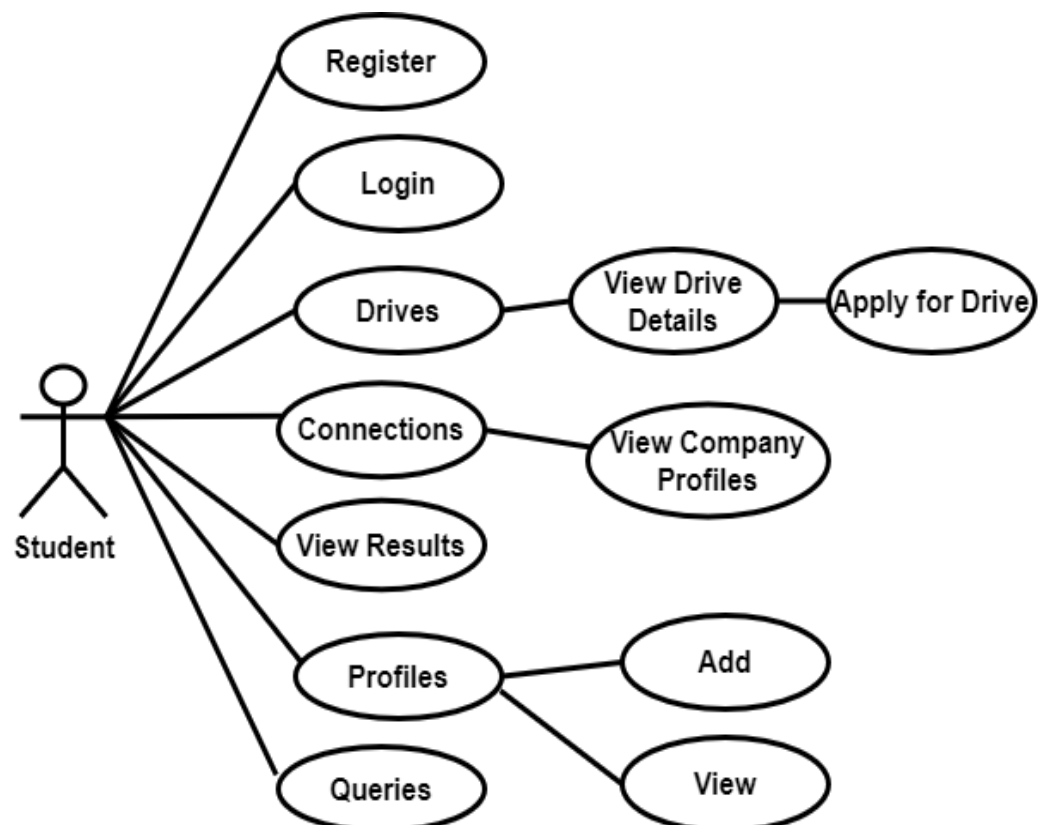 Register
Login
Drives
View Drive
Details
Apply for Drive
Connections
View Company
Profiles
Student
View Results
Profiles
Add
View
Queries